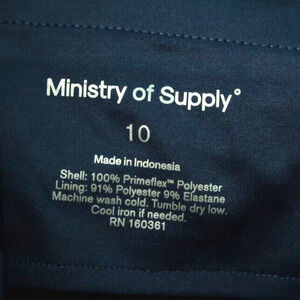 Ministry of Supply°
10
Made in Indonesia
Shell: 100% Primeflex™ Polyester
Lining: 91% Polyester 9% Elastane
Machine wash cold. Tumble dry low.
Cool iron if needed.
RN 160361